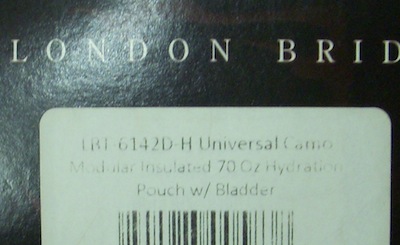 LONDON BRID
LBT 6142D-H Universal Camo
Modular Insulated 70 Oz Hydration
Pouch w/ Bladder